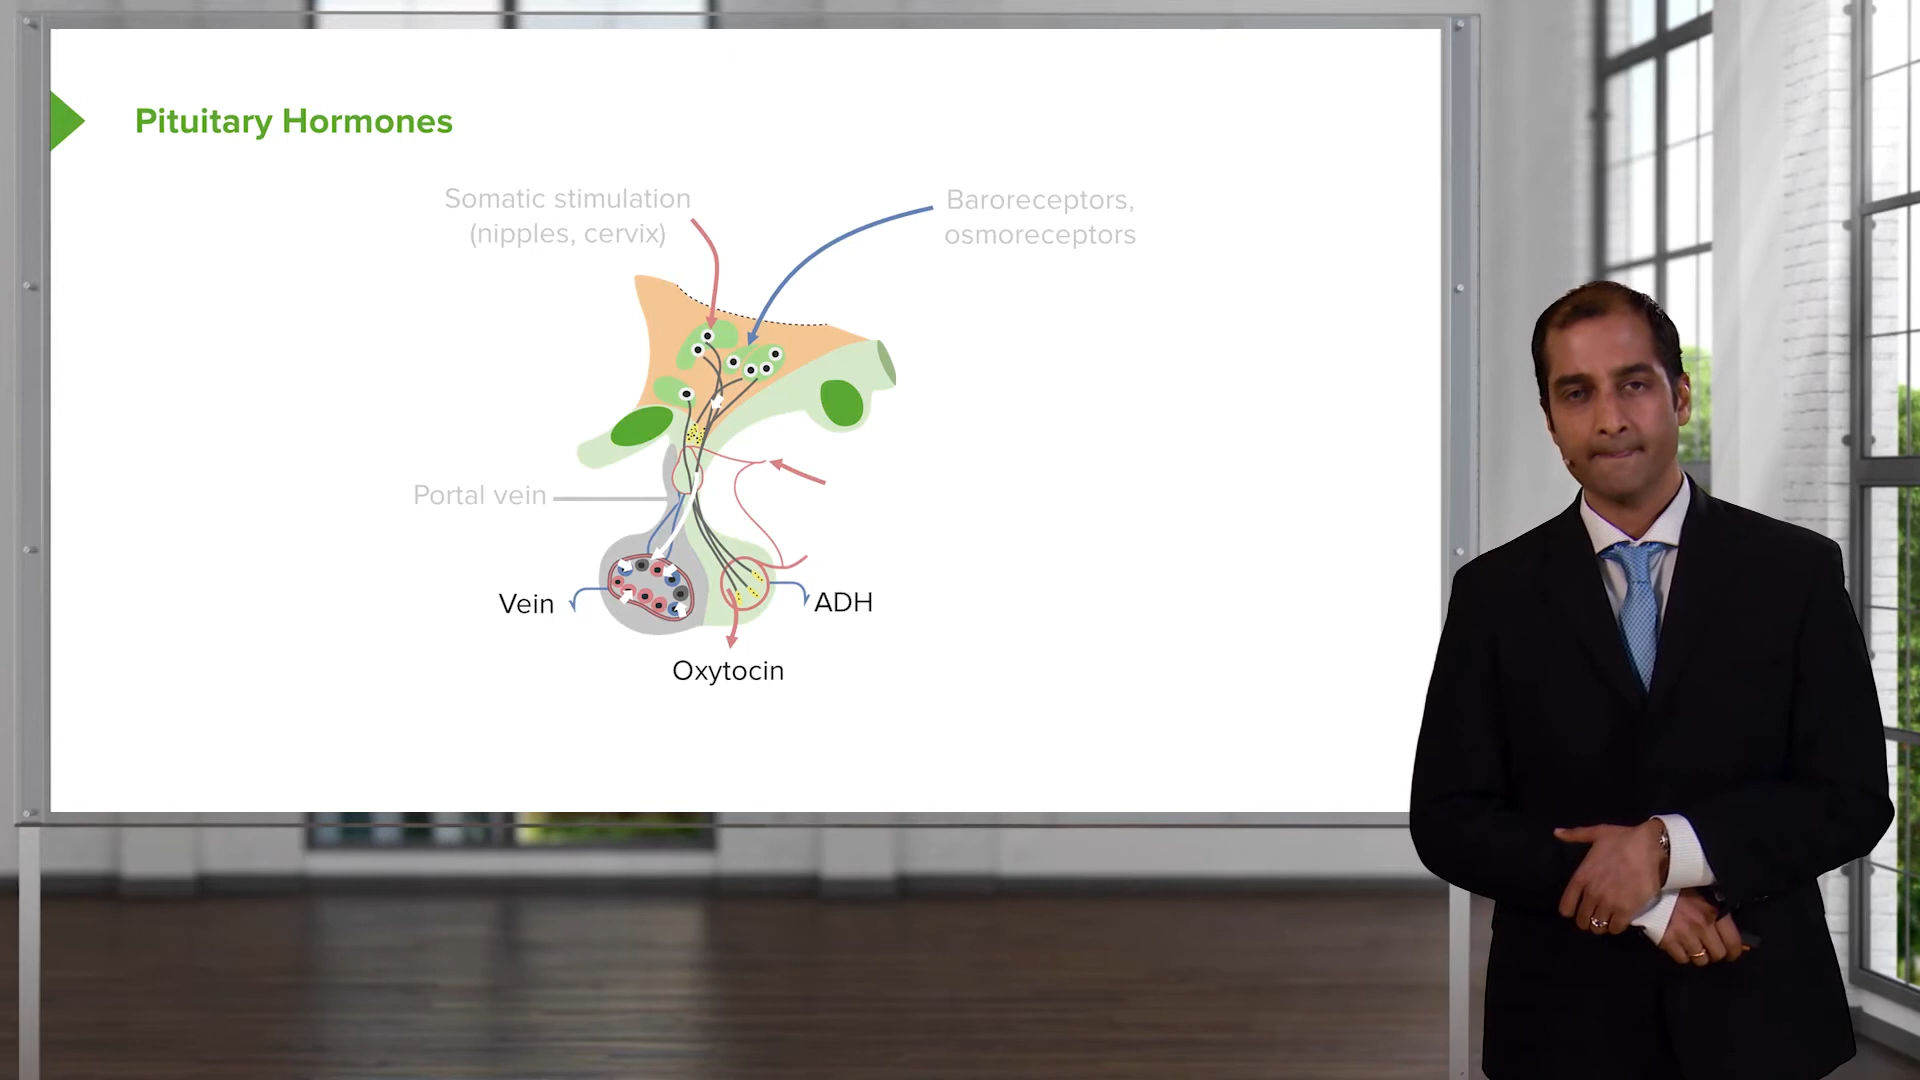 Pituitary Hormones
Somatic stimulation
(nipples, cervix)
Baroreceptors,
osmoreceptors
Portal vein
Vein
ADH
Oxytocin